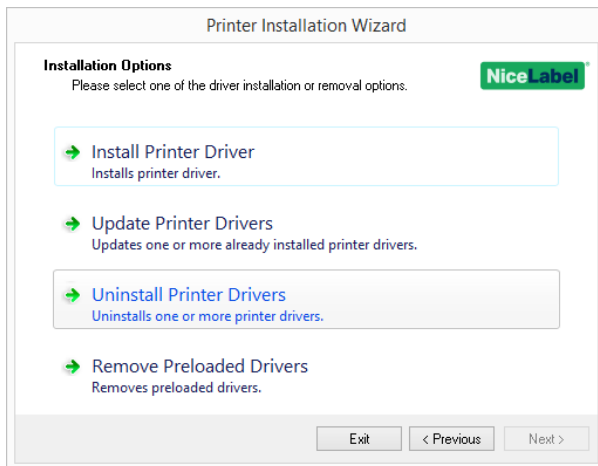 Printer Installation Wizard
Installation Options
Please select one of the driver installation or removal options.
NiceLabel
Install Printer Driver
Installs printer driver.
Update Printer Drivers
Updates one or more already installed printer drivers.
Uninstall Printer Drivers
Uninstalls one or more printer drivers.
Remove Preloaded Drivers
Removes preloaded drivers.
Exit
< Previous
Next >